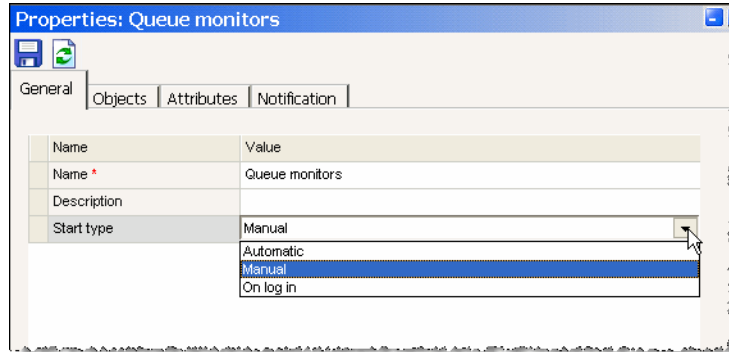 Properties: Queue monitors
General Objects Attributes Notification
Name Value
Name * Queue monitors
Description
Start type Manual
Automatic
Manual
On log in